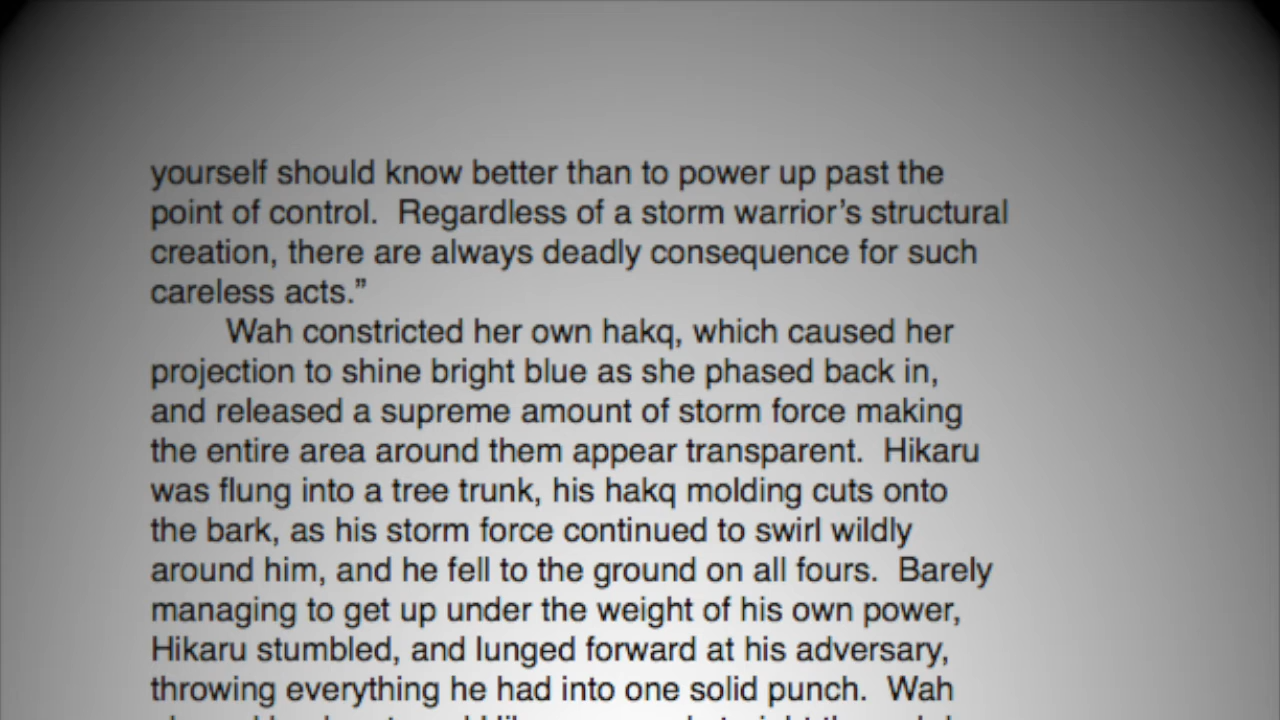 yourself should know better than to power up past the
point of control.  Regardless of a storm warrior’s structural
creation, there are always deadly consequence for such
careless acts.”
Wah constricted her own hakq, which caused her
projection to shine bright blue as she phased back in,
and released a supreme amount of storm force making
the entire area around them appear transparent.  Hikaru
was flung into a tree trunk, his hakq molding cuts onto
the bark, as his storm force continued to swirl wildly
around him, and he fell to the ground on all fours.  Barely
managing to get up under the weight of his own power,
Hikaru stumbled, and lunged forward at his adversary,
throwing everything he had into one solid punch.  Wah